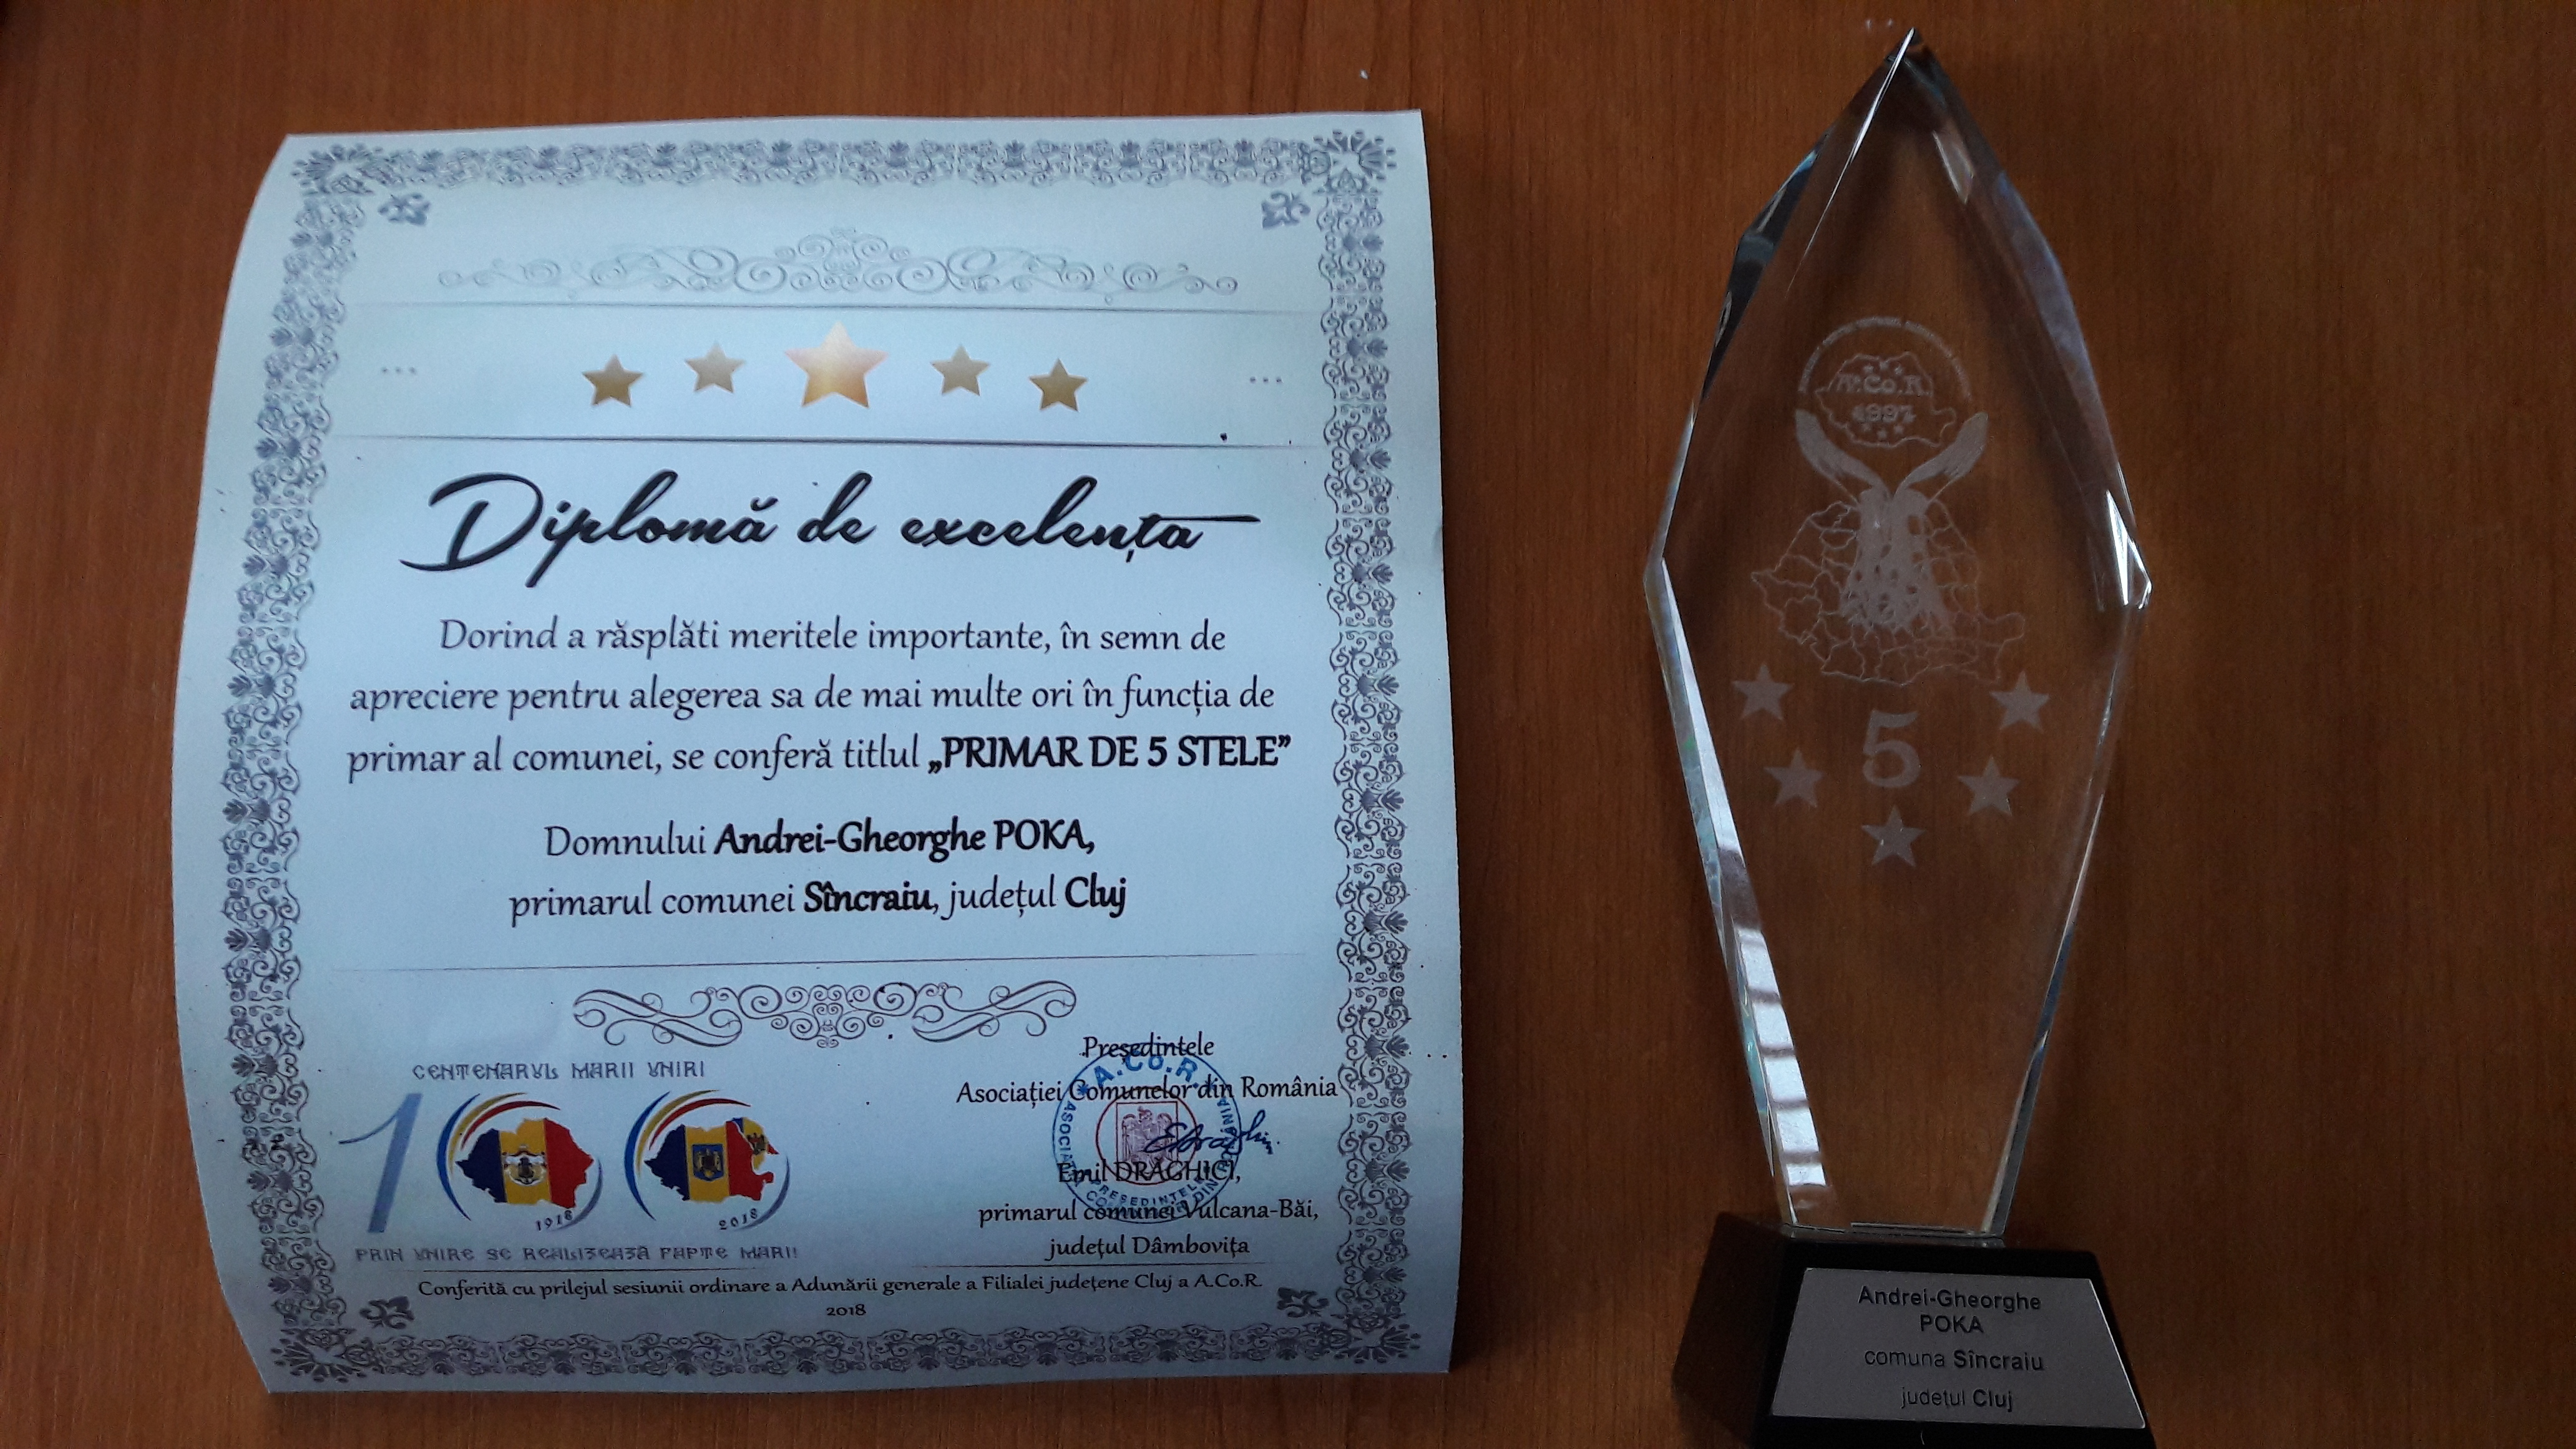 Diplomă de excelență
Dorind a răsplăti meritele importante, în semn de
apreciere pentru alegerea sa de mai multe ori în funcția de
primar al comunei, se conferă titlul „PRIMAR DE 5 STELE”
Domnului Andrei-Gheorghe POKA,
primarul comunei Sîncraiu, județul Cluj
CENTENARUL MARII UNIRI
100
1918
2018
PRIN UNIRE SE REALIZEAZĂ FAPTE MARI!
Președintele
Asociației Comunelor din România
A.Co.R.
Emil DRĂGHICI,
primarul comunei Vulcana-Băi,
județul Dâmbovița
Conferită cu prilejul sesiunii ordinare a Adunării generale a Filialei județene Cluj a A.Co.R.
2018
A.Co.R.
1997
5
Andrei-Gheorghe
POKA
comuna Sîncraiu
județul Cluj